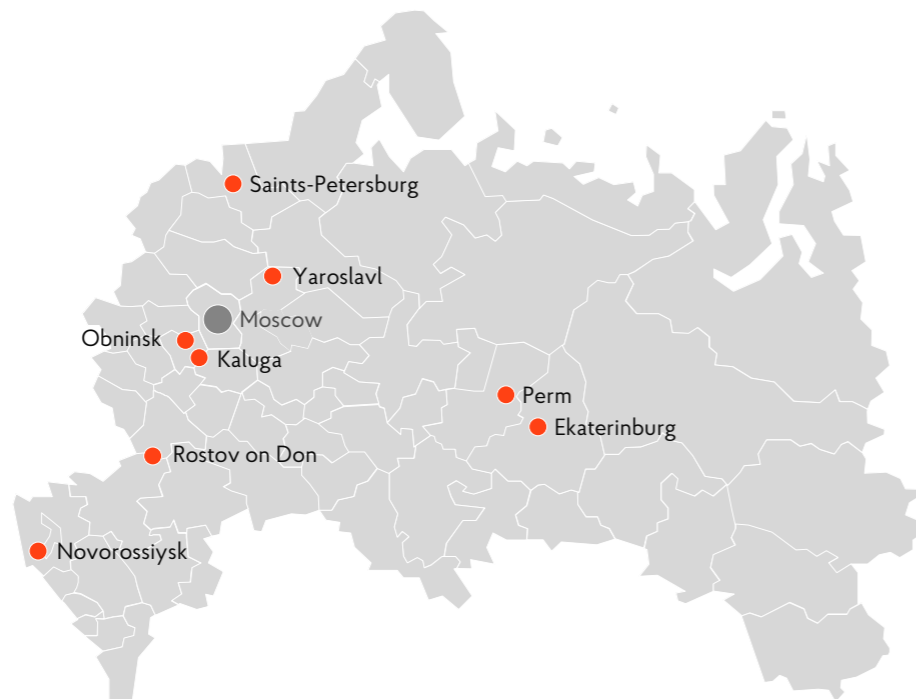 Saints-Petersburg
Yaroslavl
Moscow
Obninsk
Kaluga
Perm
Ekaterinburg
Rostov on Don
Novorossiysk